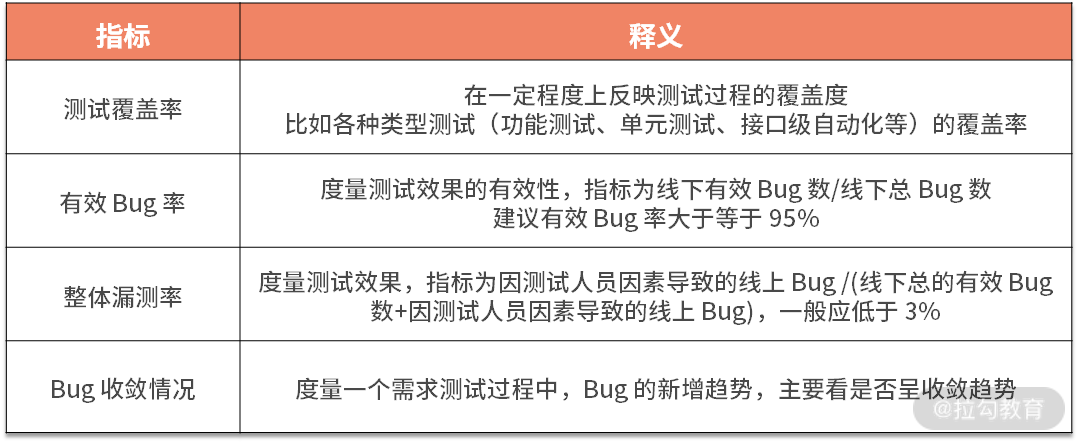 指标 释义
测试覆盖率
在一定程度上反映测试过程的覆盖度
比如各种类型测试（功能测试、单元测试、接口级自动化等）的覆盖率
有效 Bug 率
度量测试效果的有效性，指标为线下有效 Bug 数/线下总 Bug 数
建议有效 Bug 率大于等于 95%
整体漏测率
度量测试效果，指标为因测试人员因素导致的线上 Bug /(线下总的有效 Bug
数+因测试人员因素导致的线上 Bug)，一般应低于 3%
Bug 收敛情况
度量一个需求测试过程中，Bug 的新增趋势，主要看是否呈收敛趋势
@拉勾教育